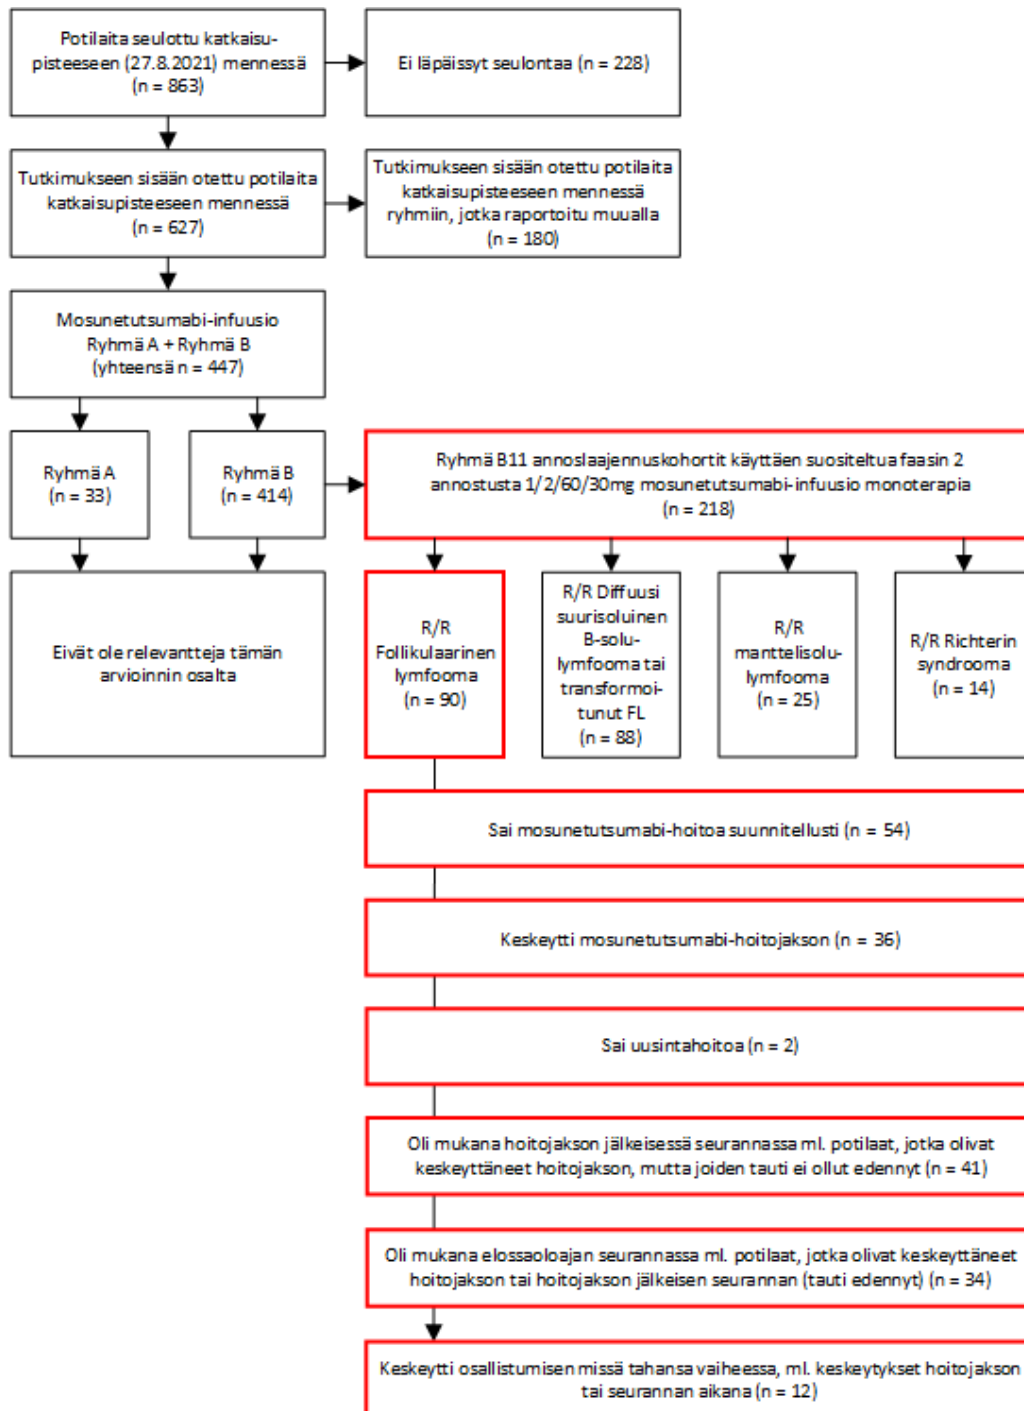 Potilaita seulottu katkaisu-
pisteeseen (27.8.2021) mennessä
(n = 863)
Ei läpäissyt seulontaa (n = 228)
Tutkimukseen sisään otettu potilaita
katkaisupisteeseen mennessä
(n = 627)
Tutkimukseen sisään otettu potilaita
katkaisupisteeseen mennessä
ryhmiin, jotka raportoitu muualla
(n = 180)
Mosunetutsumabi-infuusio
Ryhmä A + Ryhmä B
(yhteensä n = 447)
Ryhmä A
(n = 33)
Ryhmä B
(n = 414)
Ryhmä B11 annoslaajennuskohortit käyttäen suositeltua faasin 2
annostusta 1/2/60/30mg mosunetutsumabi-infuusio monoterapia
(n = 218)
Eivät ole relevantteja tämän
arvioinnin osalta
R/R
Follikulaarinen
lymfooma
(n = 90)
R/R Diffuusi
suurisoluinen
B-solu-
lymfooma tai
transformoi-
tunut FL
(n = 88)
R/R
manttelisolu-
lymfooma
(n = 25)
R/R Richterin
syndrooma
(n = 14)
Sai mosunetutsumabi-hoitoa suunnitellusti (n = 54)
Keskeytti mosunetutsumabi-hoitojakson (n = 36)
Sai uusintahoitoa (n = 2)
Oli mukana hoitojakson jälkeisessä seurannassa ml. potilaat, jotka olivat
keskeyttäneet hoitojakson, mutta joiden tauti ei ollut edennyt (n = 41)
Oli mukana elossaoloajan seurannassa ml. potilaat, jotka olivat keskeyttäneet
hoitojakson tai hoitojakson jälkeisen seurannan (tauti edennyt) (n = 34)
Keskeytti osallistumisen missä tahansa vaiheessa, ml. keskeytykset hoitojakson
tai seurannan aikana (n = 12)